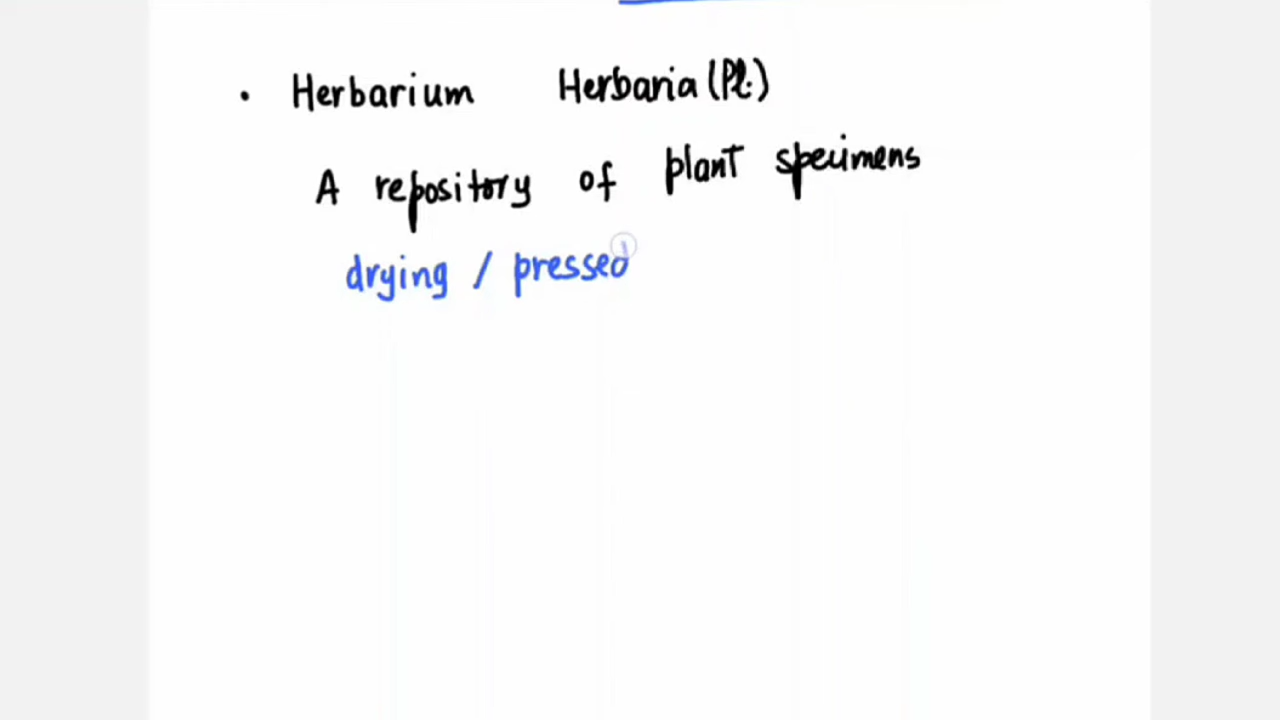 • Herbarium Herbaria (Pl.)
A repository of plant specimens
drying / pressed